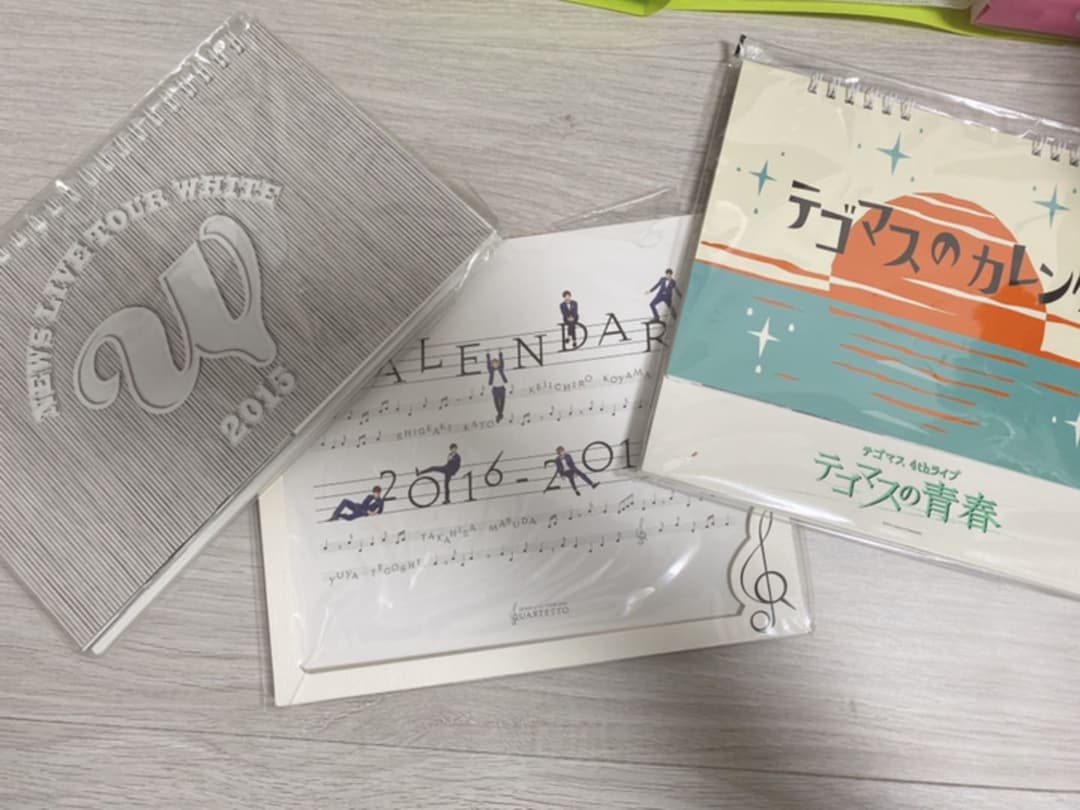 NEWS LIVE TOUR WHITE
W
2015
ALENDAR
KEIICHIRO KOYAMA
SHIGEAKI KATO
2016-201
TAKAHISA MASUDA
YUYA TEGOSHI
QUARTETTO
テゴマスのカレン
テゴマス 4thライブ
テゴマスの青春